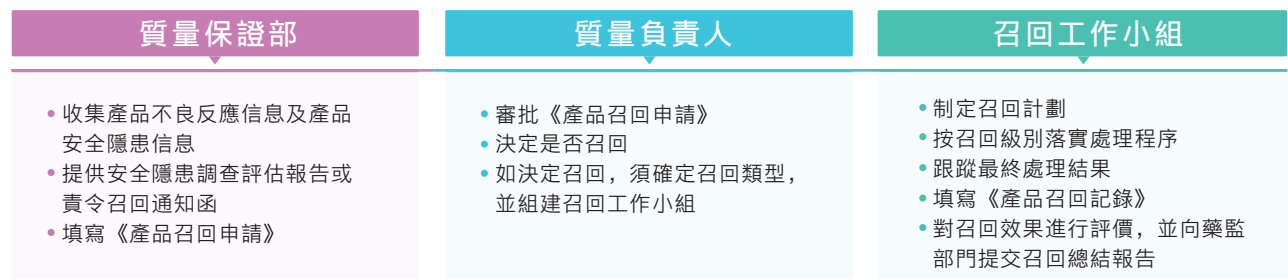 質量保證部
收集產品不良反應信息及產品
安全隱患信息
提供安全隱患調查評估報告或
責令召回通知函
填寫《產品召回申請》
質量負責人
審批《產品召回申請》
決定是否召回
如決定召回，須確定召回類型，
並組建召回工作小組
召回工作小組
制定召回計劃
按召回級別落實處理程序
跟蹤最終處理結果
填寫《產品召回記錄》
對召回效果進行評價，並向藥監
部門提交召回總結報告